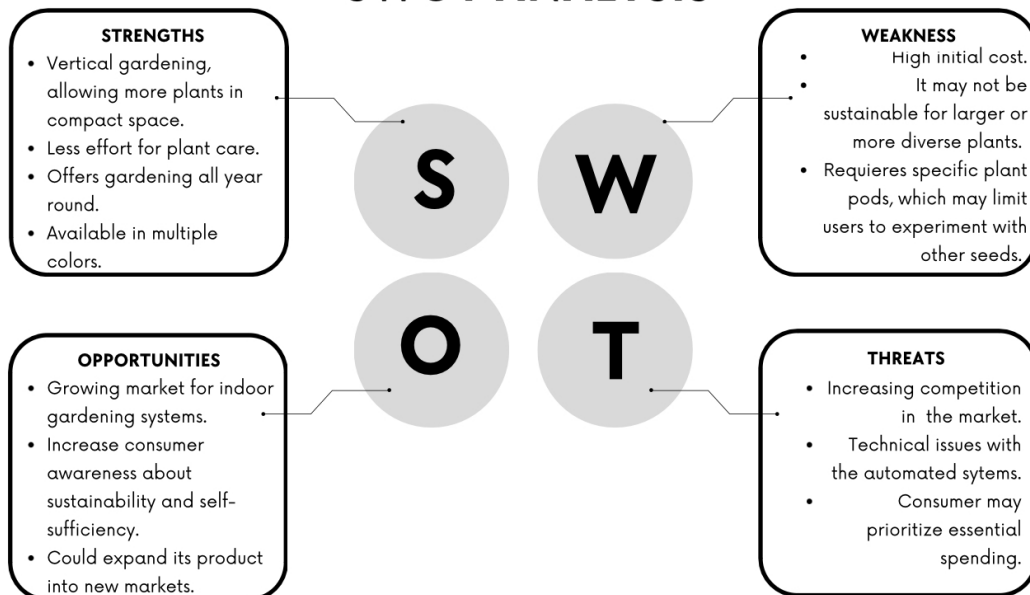 SWOT ANALYSIS
STRENGTHS
• Vertical gardening,
allowing more plants in
compact space.
• Less effort for plant care.
• Offers gardening all year
round.
• Available in multiple
colors.
WEAKNESS
• High initial cost.
• It may not be
sustainable for larger or
more diverse plants.
• Requieres specific plant
pods, which may limit
users to experiment with
other seeds.
S
W
O
T
OPPORTUNITIES
• Growing market for indoor
gardening systems.
• Increase consumer
awareness about
sustainability and self-
sufficiency.
• Could expand its product
into new markets.
THREATS
• Increasing competition
in the market.
• Technical issues with
the automated sytems.
• Consumer may
prioritize essential
spending.